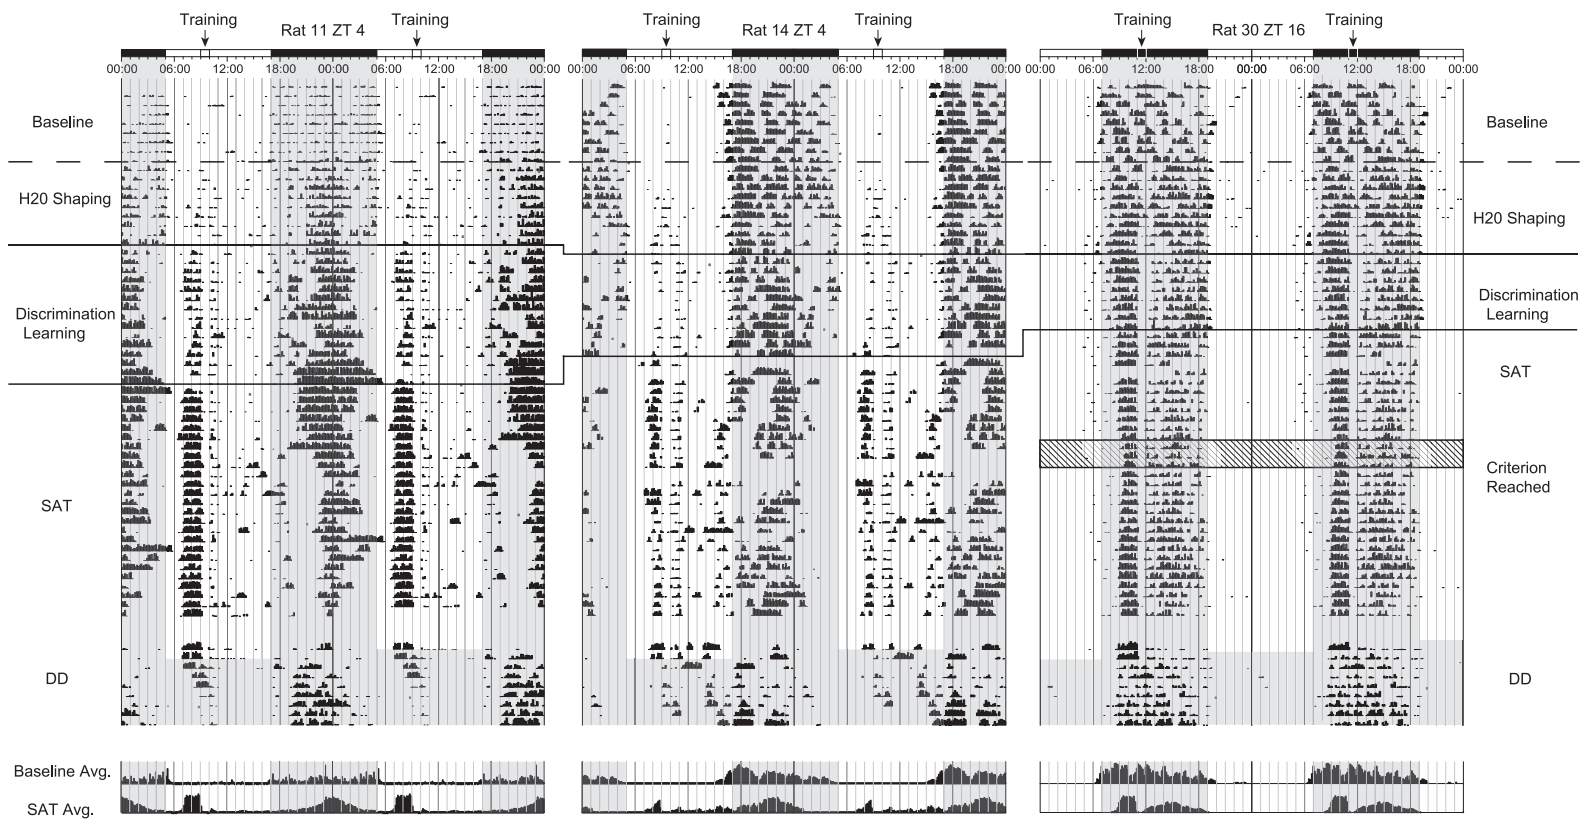 Training Training Training Training Training Training
Rat 11 ZT 4 Rat 14 ZT 4 Rat 30 ZT 16
00:00 06:00 12:00 18:00 00:00 06:00 12:00 18:00 00:00 00:00 06:00 12:00 18:00 00:00 06:00 12:00 18:00 00:00 00:00 06:00 12:00 18:00 00:00 06:00 12:00 18:00 00:00
Baseline Baseline
H20 Shaping H20 Shaping
Discrimination Discrimination
Learning Learning
SAT
SAT
Criterion
Reached
DD DD
Baseline Avg.
SAT Avg.